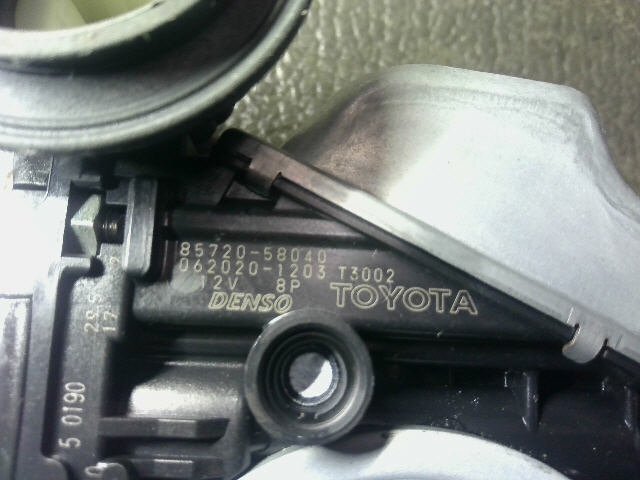 85720-58040
062020-1203 T3002
12V 8P
DENSO TOYOTA
5 0190